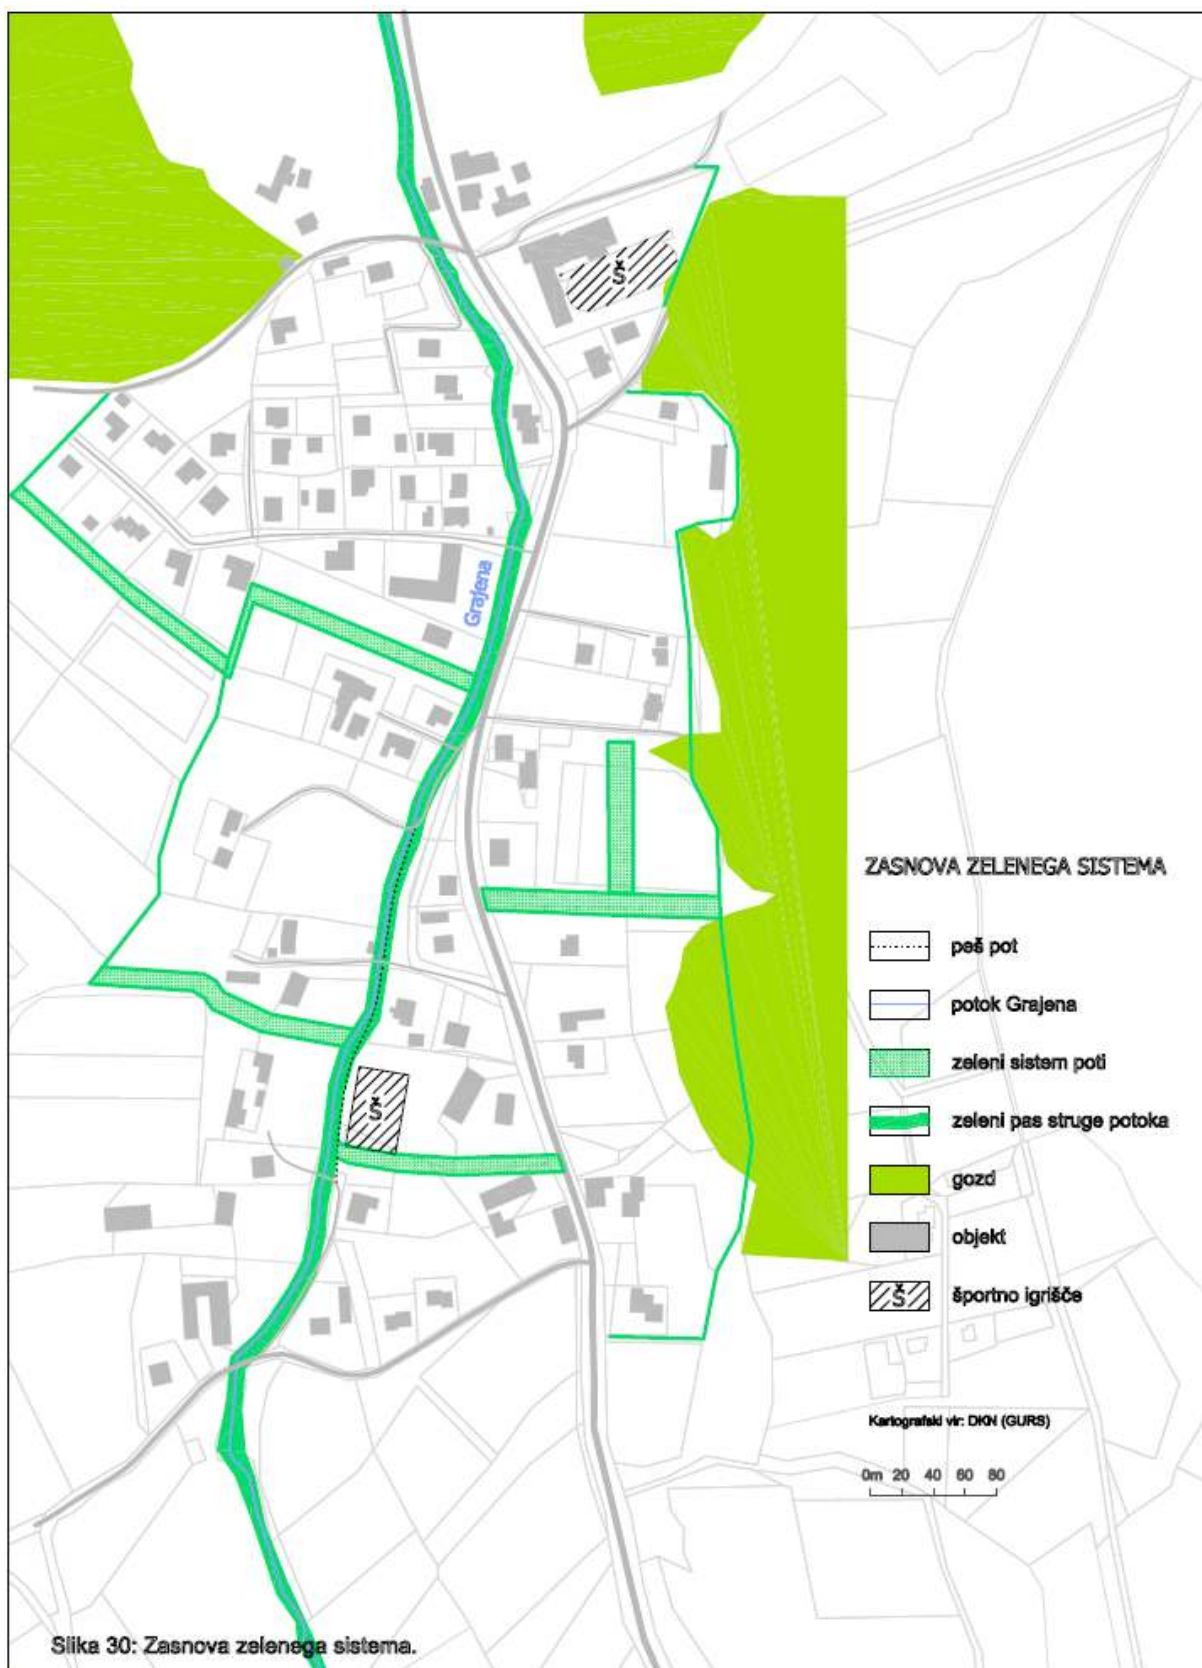 Š
Grajena
ZASNOVA ZELENEGA SISTEMA
peš pot
potok Grajena
zeleni sistem poti
Š
zeleni pas struge potoka
gozd
objekt
Š
športno igrišče
Kartografski vir: DKN (GURS)
0m 20 40 60 80
Slika 30: Zasnova zelenega sistema.